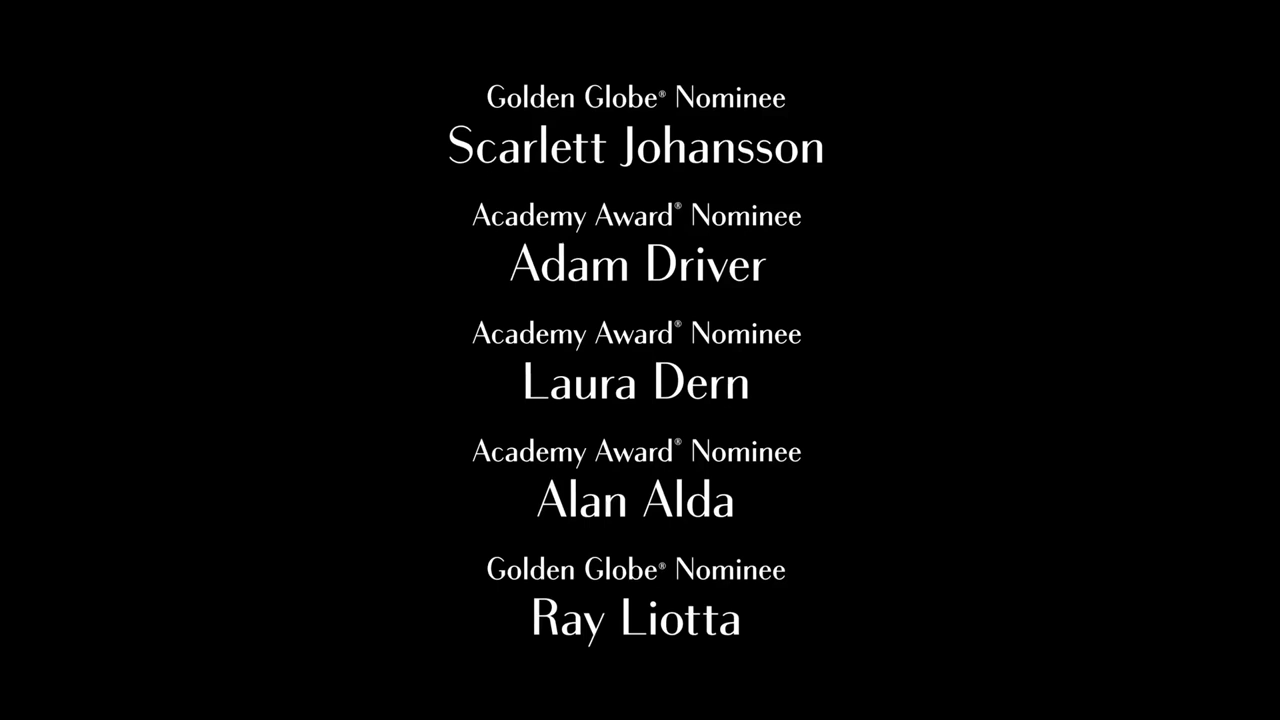 Golden Globe® Nominee
Scarlett Johansson
Academy Award® Nominee
Adam Driver
Academy Award® Nominee
Laura Dern
Academy Award® Nominee
Alan Alda
Golden Globe® Nominee
Ray Liotta